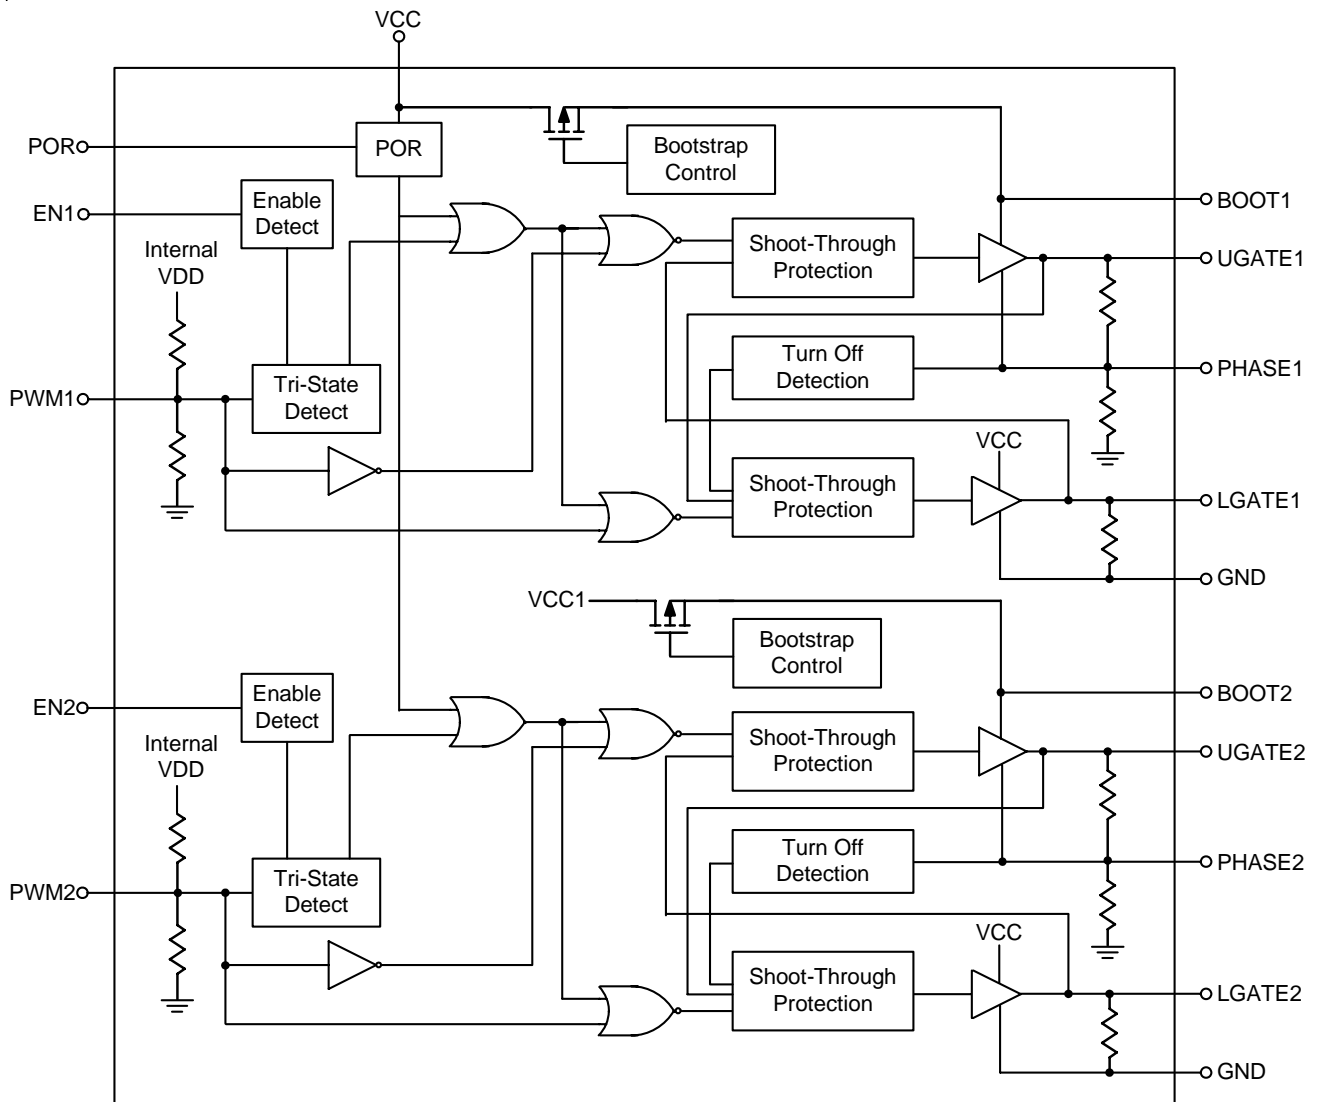 VCC
POR
POR
Bootstrap
Control
EN1
Enable
Detect
BOOT1
Internal
VDD
Shoot-Through
Protection
UGATE1
Turn Off
Detection
PHASE1
PWM1
Tri-State
Detect
VCC
Shoot-Through
Protection
LGATE1
GND
VCC1
Bootstrap
Control
EN2
Enable
Detect
BOOT2
Internal
VDD
Shoot-Through
Protection
UGATE2
Turn Off
Detection
PHASE2
PWM2
Tri-State
Detect
VCC
Shoot-Through
Protection
LGATE2
GND